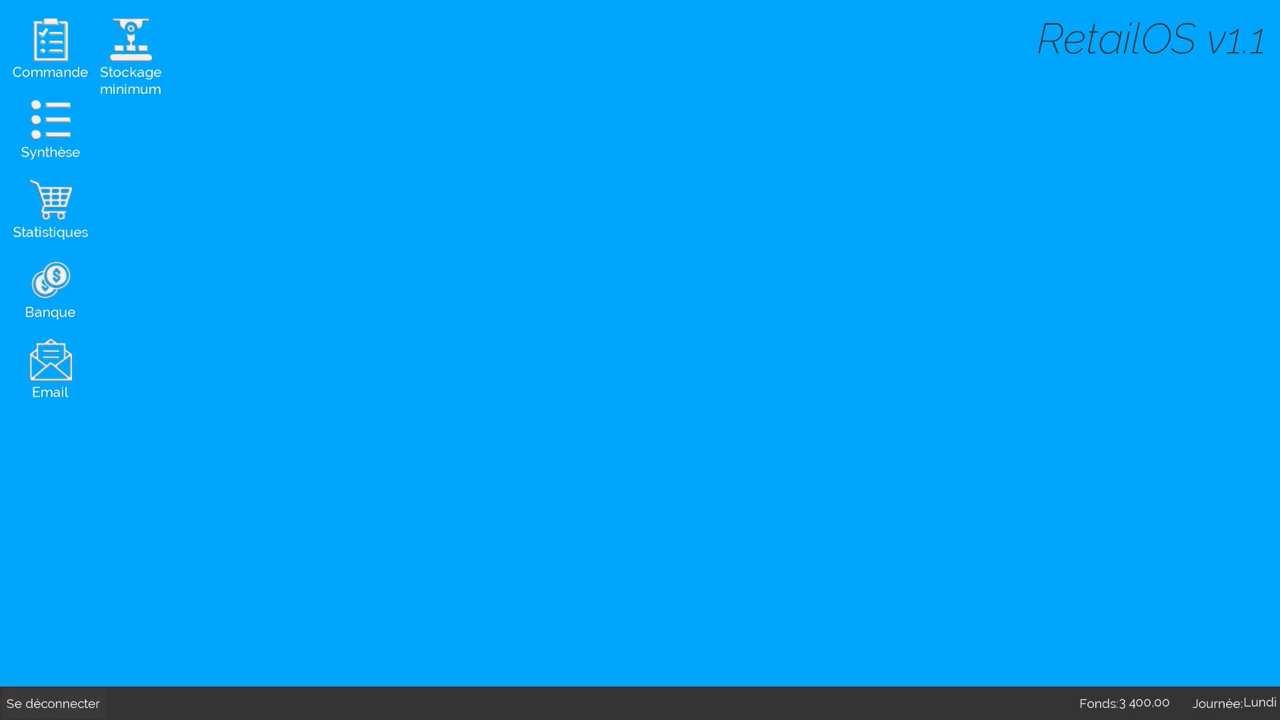 RetailOS v1.1
Commande
Stockage
minimum
Synthèse
Statistiques
Banque
Email
Se déconnecter
Fonds:3 400,00
Journée:Lundi